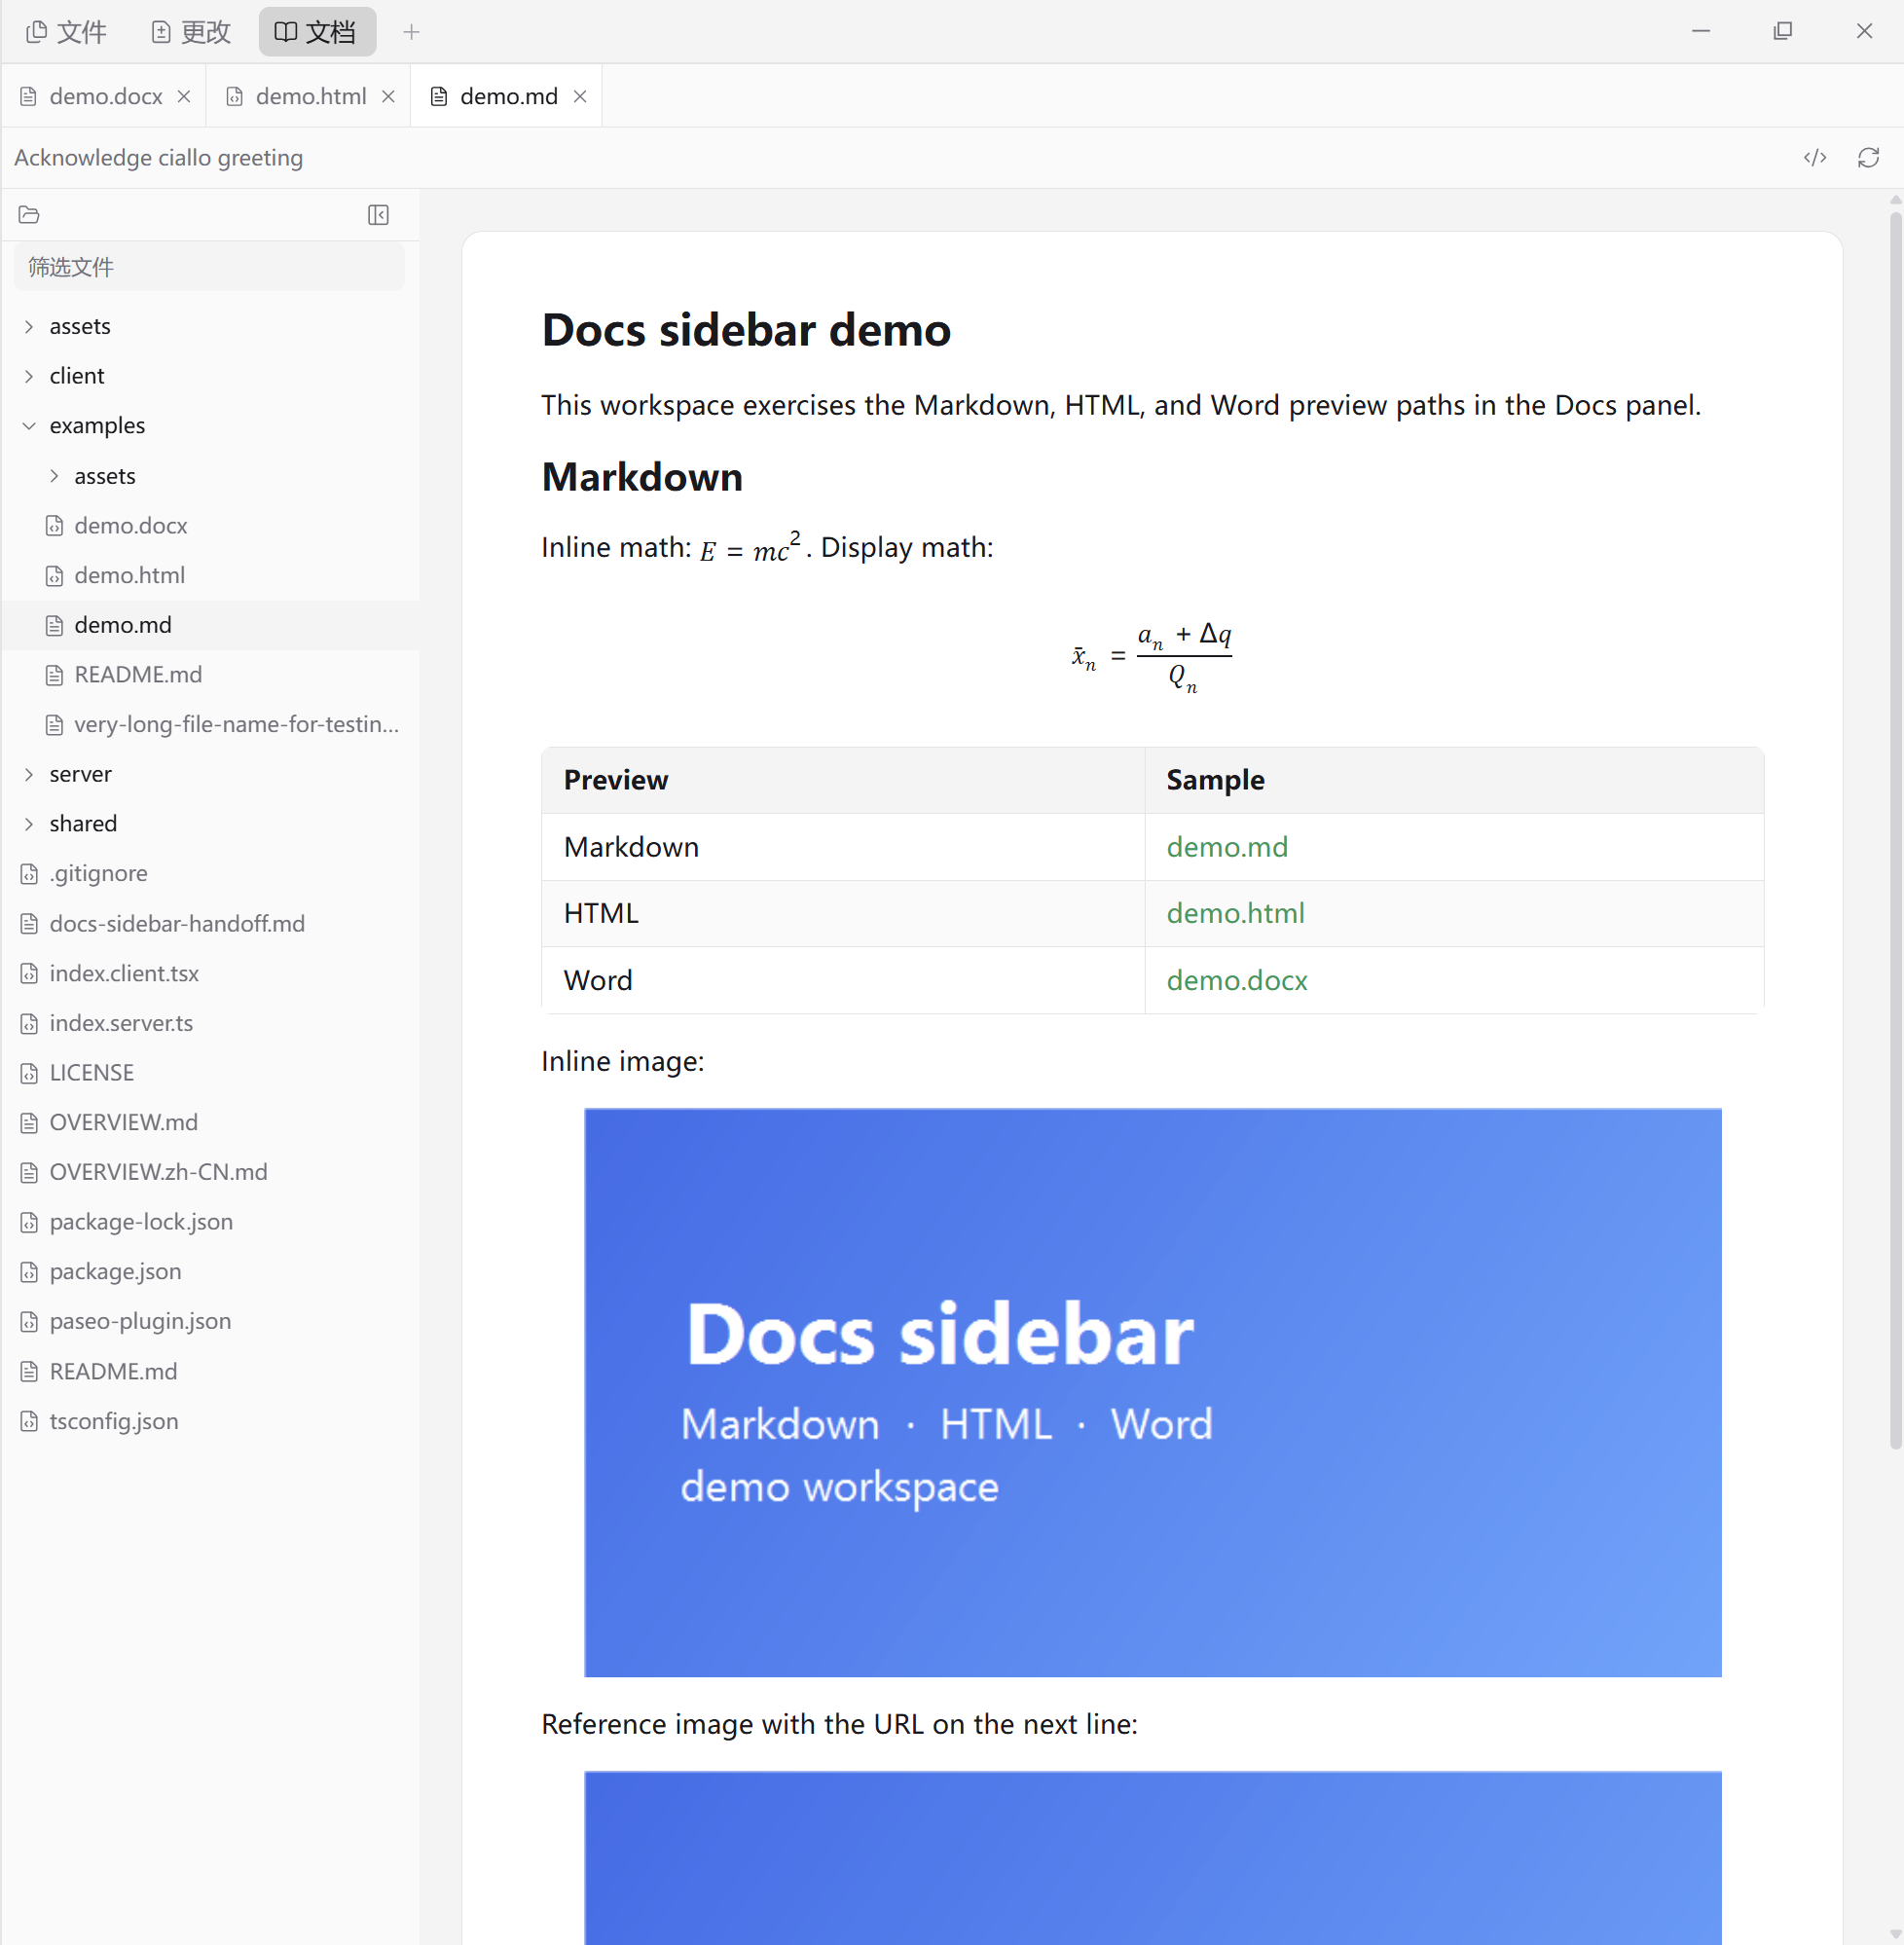 文件 更改 文档
demo.docx demo.html demo.md
Acknowledge ciallo greeting
筛选文件
assets
client
examples
assets
demo.docx
demo.html
demo.md
README.md
very-long-file-name-for-testin...
server
shared
.gitignore
docs-sidebar-handoff.md
index.client.tsx
index.server.ts
LICENSE
OVERVIEW.md
OVERVIEW.zh-CN.md
package-lock.json
package.json
paseo-plugin.json
README.md
tsconfig.json
Docs sidebar demo
This workspace exercises the Markdown, HTML, and Word preview paths in the Docs panel.
Markdown
Inline math: E = mc². Display math:
x̄ₙ = (aₙ + Δq) / Qₙ
Preview Sample
Markdown demo.md
HTML demo.html
Word demo.docx
Inline image:
Docs sidebar
Markdown · HTML · Word
demo workspace
Reference image with the URL on the next line: